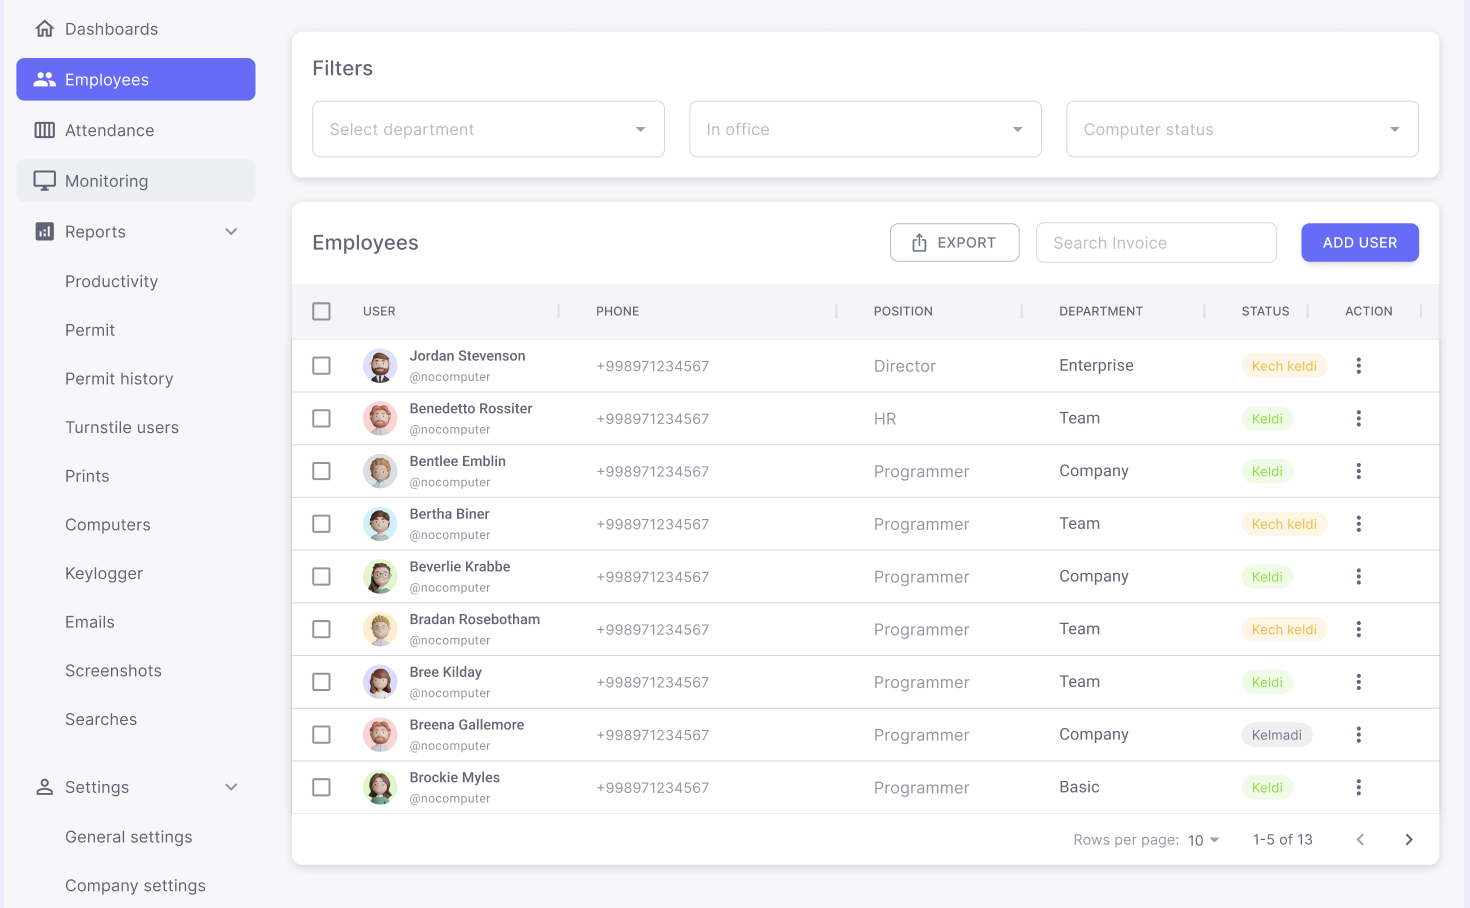 Dashboards
Employees
Attendance
Monitoring
Reports
Productivity
Permit
Permit history
Turnstile users
Prints
Computers
Keylogger
Emails
Screenshots
Searches
Settings
General settings
Company settings
Filters
Select department In office Computer status
Employees EXPORT Search Invoice ADD USER
USER PHONE POSITION DEPARTMENT STATUS ACTION
Jordan Stevenson
@nocomputer +998971234567 Director Enterprise Kech keldi
Benedetto Rossiter
@nocomputer +998971234567 HR Team Keldi
Bentlee Emblin
@nocomputer +998971234567 Programmer Company Keldi
Bertha Biner
@nocomputer +998971234567 Programmer Team Kech keldi
Beverlie Krabbe
@nocomputer +998971234567 Programmer Company Keldi
Bradan Rosebotham
@nocomputer +998971234567 Programmer Team Kech keldi
Bree Kilday
@nocomputer +998971234567 Programmer Team Keldi
Breena Gallemore
@nocomputer +998971234567 Programmer Company Kelmadi
Brockie Myles
@nocomputer +998971234567 Programmer Basic Keldi
Rows per page: 10 1-5 of 13